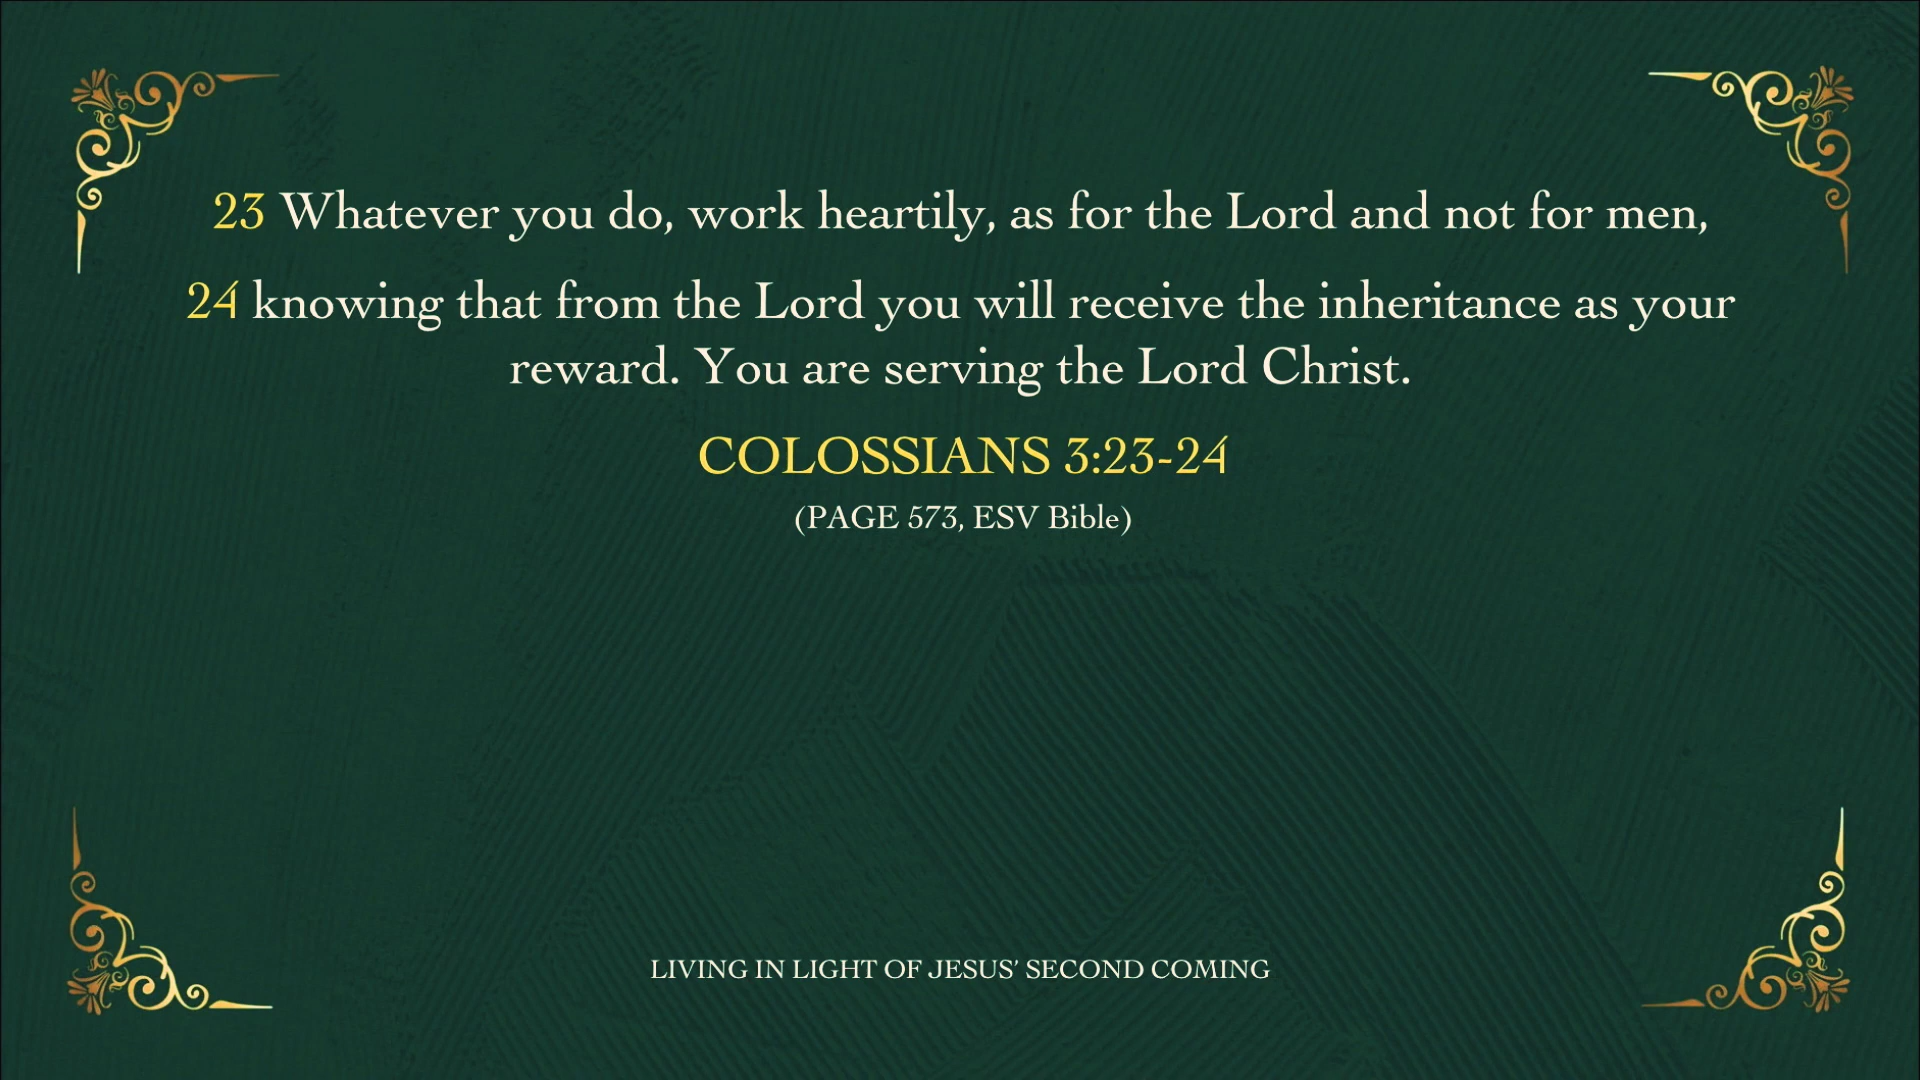 23 Whatever you do, work heartily, as for the Lord and not for men,
24 knowing that from the Lord you will receive the inheritance as your
reward. You are serving the Lord Christ.
COLOSSIANS 3:23-24
(PAGE 573, ESV Bible)
LIVING IN LIGHT OF JESUS’ SECOND COMING